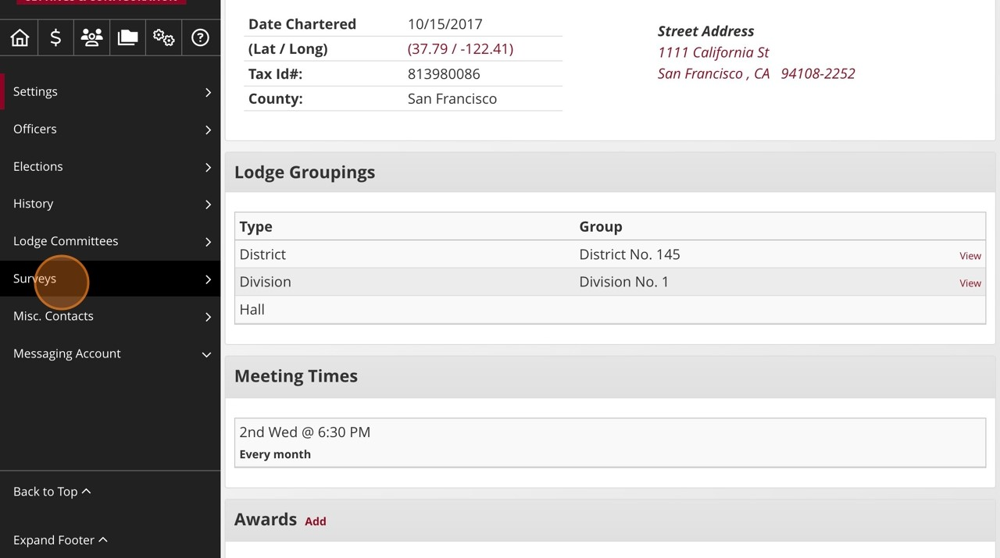 Settings
Officers
Elections
History
Lodge Committees
Surveys
Misc. Contacts
Messaging Account
Back to Top
Expand Footer
Date Chartered 10/15/2017
(Lat / Long) (37.79 / -122.41)
Tax Id#: 813980086
County: San Francisco
Street Address
1111 California St
San Francisco , CA 94108-2252
Lodge Groupings
Type Group
District District No. 145 View
Division Division No. 1 View
Hall
Meeting Times
2nd Wed @ 6:30 PM
Every month
Awards Add